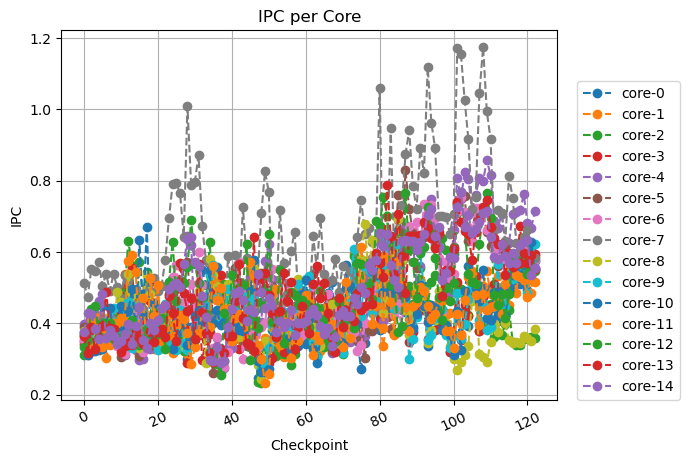 IPC per Core
1.2
1.0
0.8
0.6
0.4
0.2
IPC
0 20 40 60 80 100 120
Checkpoint
core-0
core-1
core-2
core-3
core-4
core-5
core-6
core-7
core-8
core-9
core-10
core-11
core-12
core-13
core-14